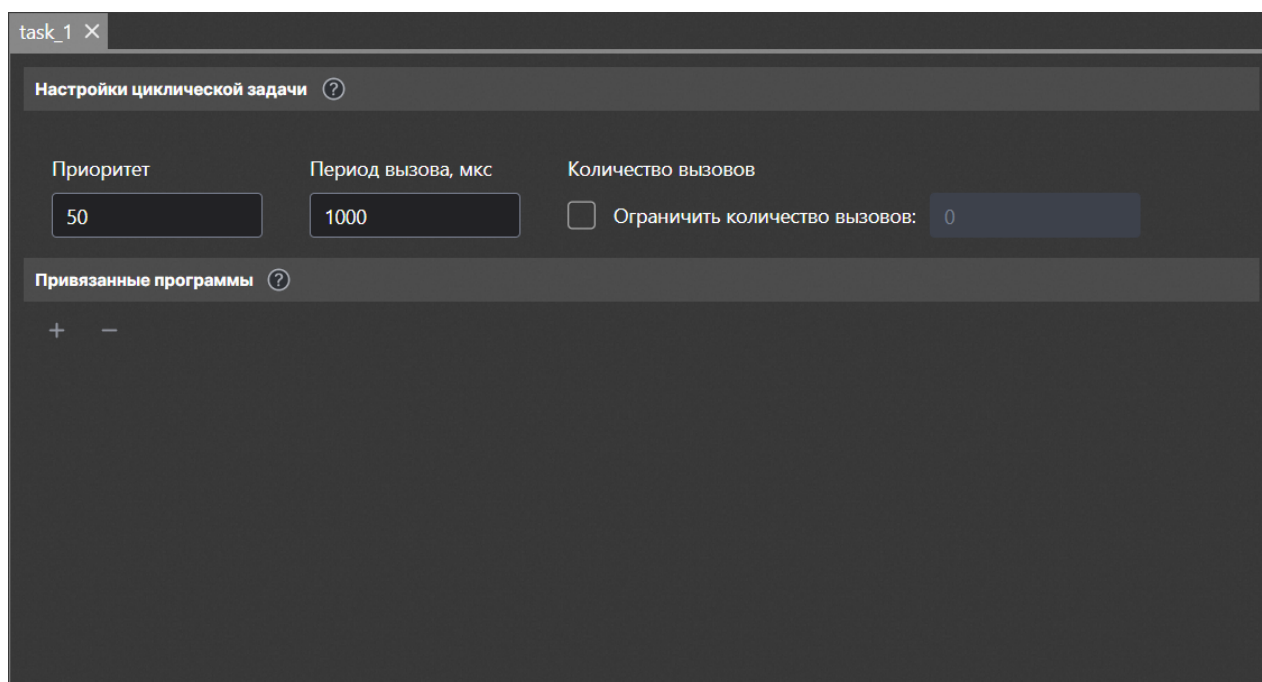 task_1
Настройки циклической задачи
Приоритет Период вызова, мкс Количество вызовов
50 1000 Ограничить количество вызовов: 0
Привязанные программы